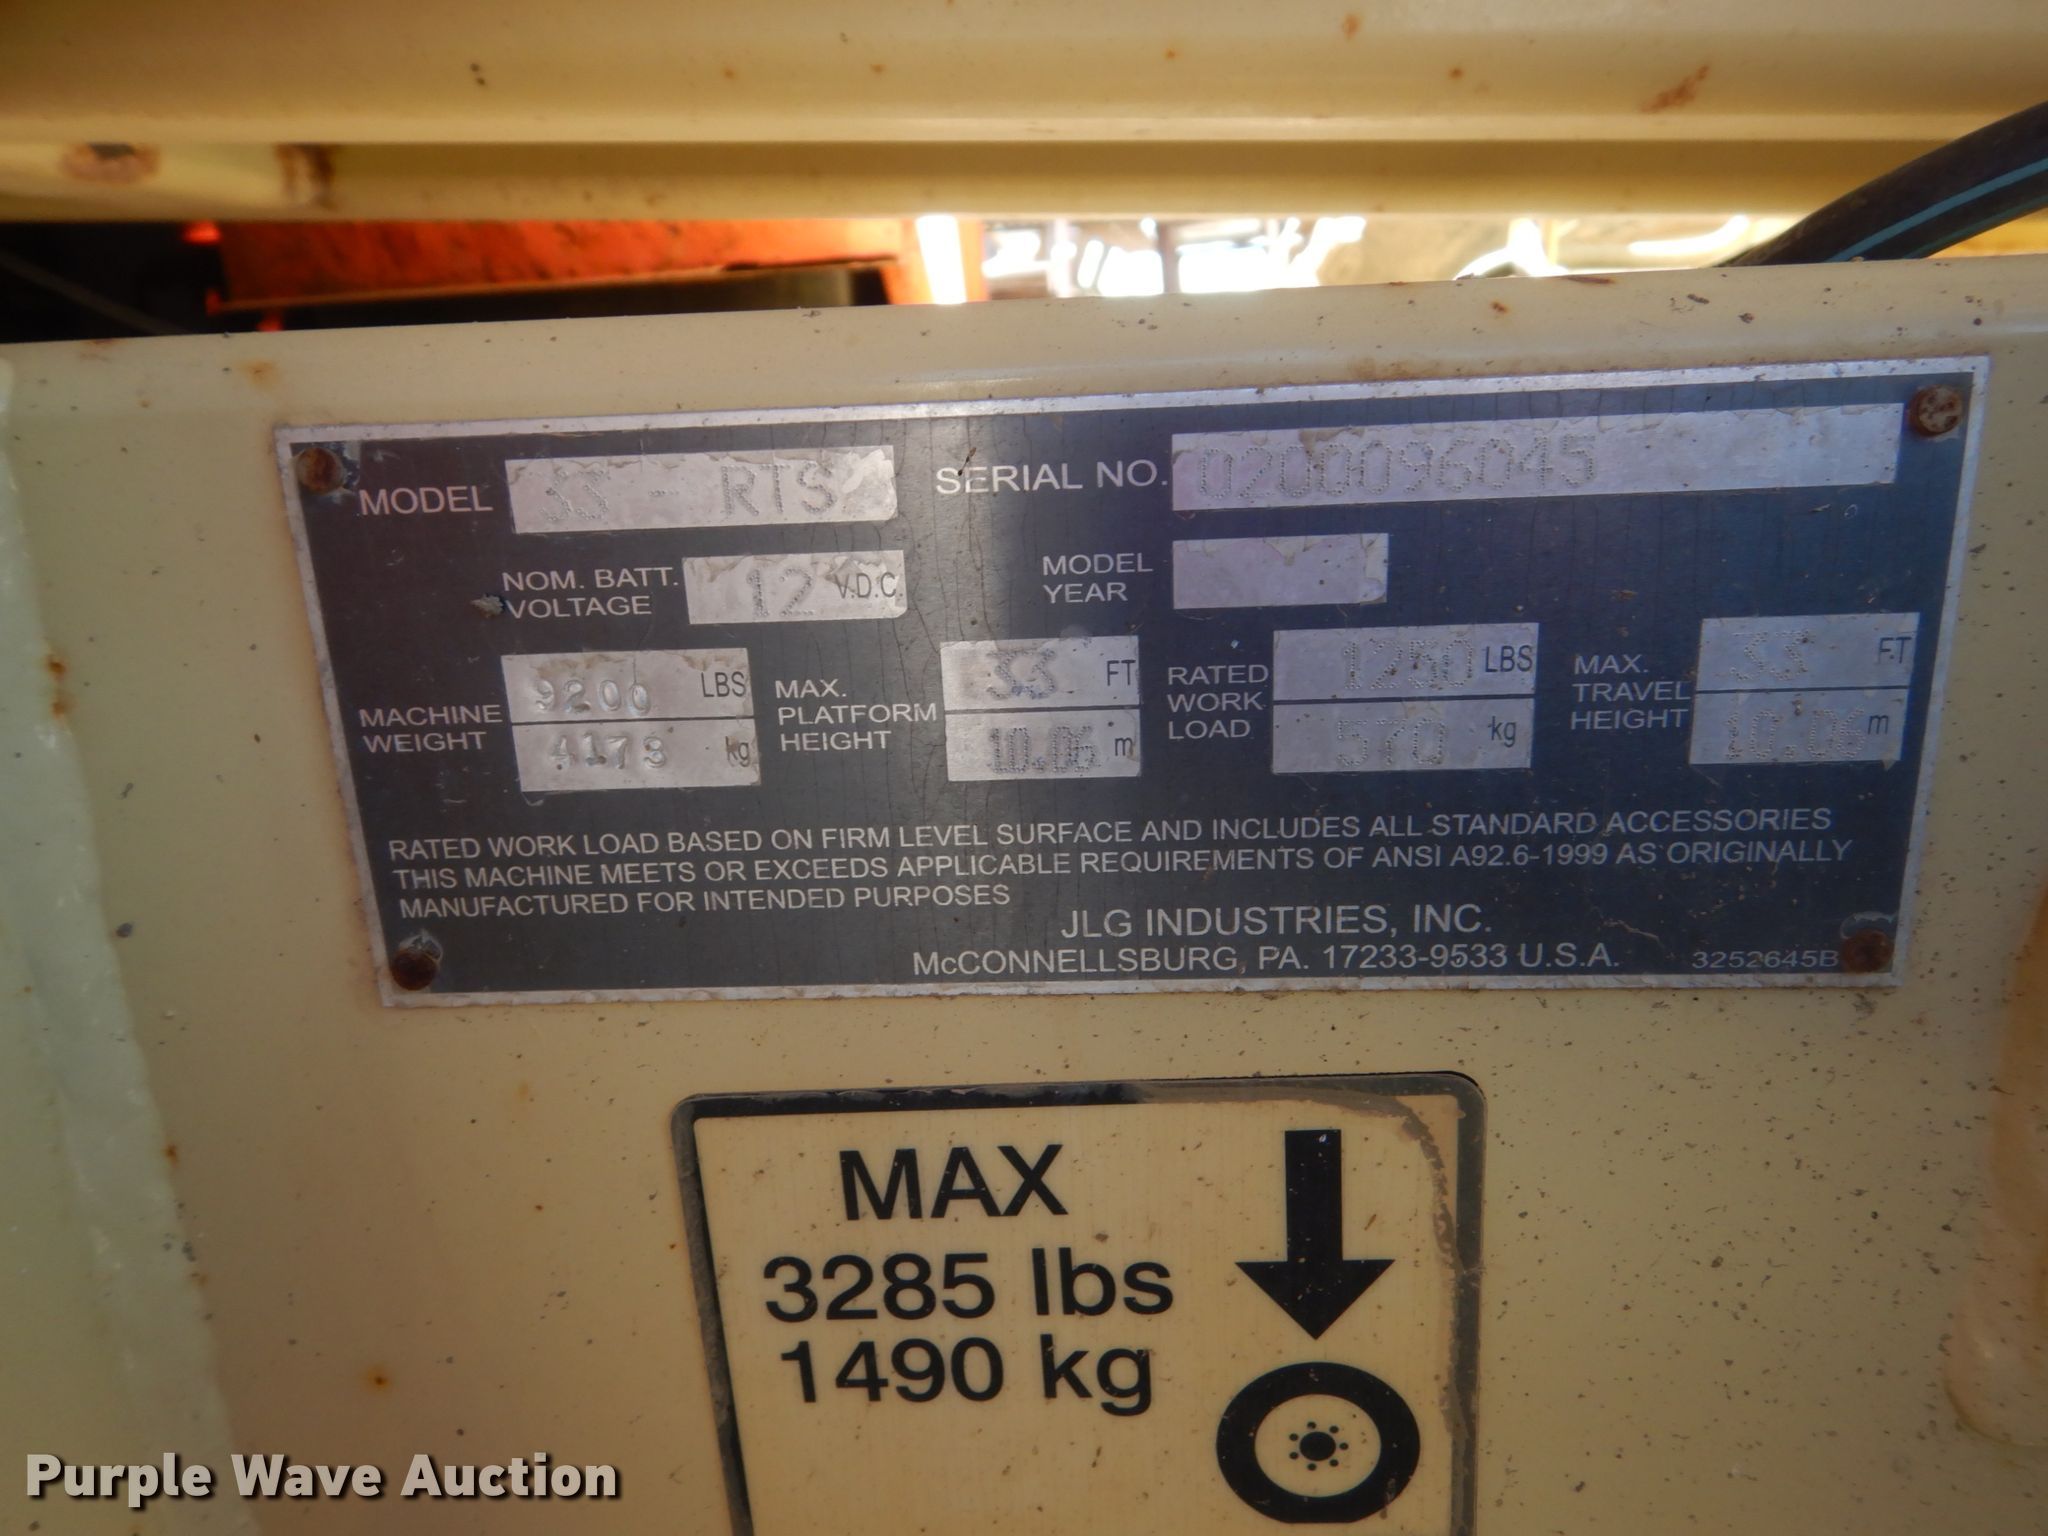 MODEL 33 - RTS SERIAL NO. 0200096045
NOM. BATT. VOLTAGE 12 V.D.C. MODEL YEAR
MACHINE WEIGHT 9200 LBS 4173 kg
MAX. PLATFORM HEIGHT 33 FT 10.06 m
RATED WORK LOAD 1250 LBS 570 kg
MAX. TRAVEL HEIGHT 33 FT 10.06 m
RATED WORK LOAD BASED ON FIRM LEVEL SURFACE AND INCLUDES ALL STANDARD ACCESSORIES
THIS MACHINE MEETS OR EXCEEDS APPLICABLE REQUIREMENTS OF ANSI A92.6-1999 AS ORIGINALLY
MANUFACTURED FOR INTENDED PURPOSES
JLG INDUSTRIES, INC.
McCONNELLSBURG, PA. 17233-9533 U.S.A. 3252645B
MAX
3285 lbs
1490 kg
Purple Wave Auction